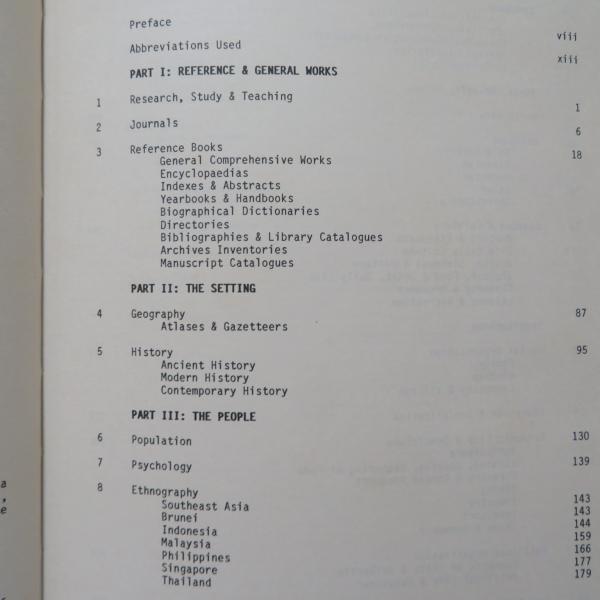 Preface viii
Abbreviations Used xiii
PART I: REFERENCE & GENERAL WORKS
1 Research, Study & Teaching 1
2 Journals 6
3 Reference Books 18
General Comprehensive Works
Encyclopaedias
Indexes & Abstracts
Yearbooks & Handbooks
Biographical Dictionaries
Directories
Bibliographies & Library Catalogues
Archives Inventories
Manuscript Catalogues
PART II: THE SETTING
4 Geography 87
Atlases & Gazetteers
5 History 95
Ancient History
Modern History
Contemporary History
PART III: THE PEOPLE
6 Population 130
7 Psychology 139
8 Ethnography 143
Southeast Asia 143
Brunei 144
Indonesia 159
Malaysia 166
Philippines 177
Singapore 179
Thailand
a
,
e